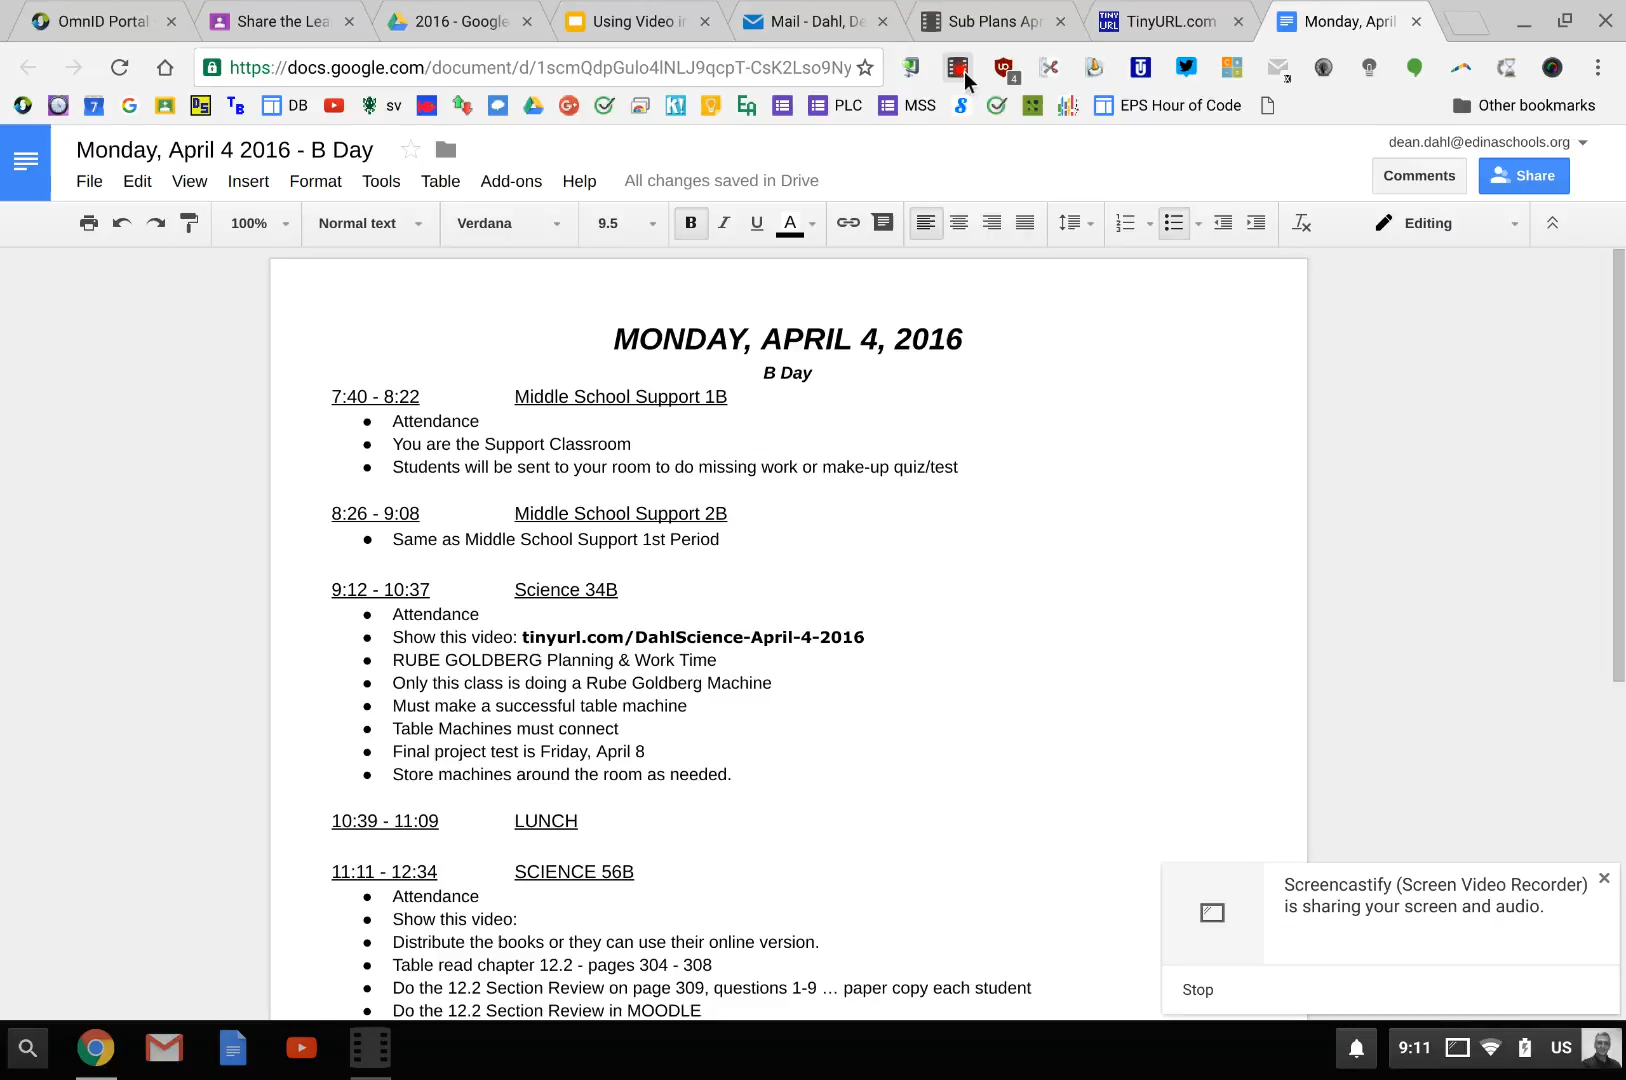 OmnID Portal
Share the Lea
2016 - Google
Using Video in
Mail - Dahl, De
Sub Plans Apr
TINY URL
TinyURL.com
Monday, April
https://docs.google.com/document/d/1scmQdpGulo4lNLJ9qcpT-CsK2Lso9Ny
4
7
DB
sv
PLC
MSS
EPS Hour of Code
Other bookmarks
Monday, April 4 2016 - B Day
dean.dahl@edinaschools.org
File Edit View Insert Format Tools Table Add-ons Help All changes saved in Drive
Comments
Share
100% Normal text Verdana 9.5 B I U A Editing
MONDAY, APRIL 4, 2016
B Day
7:40 - 8:22 Middle School Support 1B
● Attendance
● You are the Support Classroom
● Students will be sent to your room to do missing work or make-up quiz/test
8:26 - 9:08 Middle School Support 2B
● Same as Middle School Support 1st Period
9:12 - 10:37 Science 34B
● Attendance
● Show this video: tinyurl.com/DahlScience-April-4-2016
● RUBE GOLDBERG Planning & Work Time
● Only this class is doing a Rube Goldberg Machine
● Must make a successful table machine
● Table Machines must connect
● Final project test is Friday, April 8
● Store machines around the room as needed.
10:39 - 11:09 LUNCH
11:11 - 12:34 SCIENCE 56B
● Attendance
● Show this video:
● Distribute the books or they can use their online version.
● Table read chapter 12.2 - pages 304 - 308
● Do the 12.2 Section Review on page 309, questions 1-9 … paper copy each student
● Do the 12.2 Section Review in MOODLE
Screencastify (Screen Video Recorder)
is sharing your screen and audio.
Stop
9:11 US